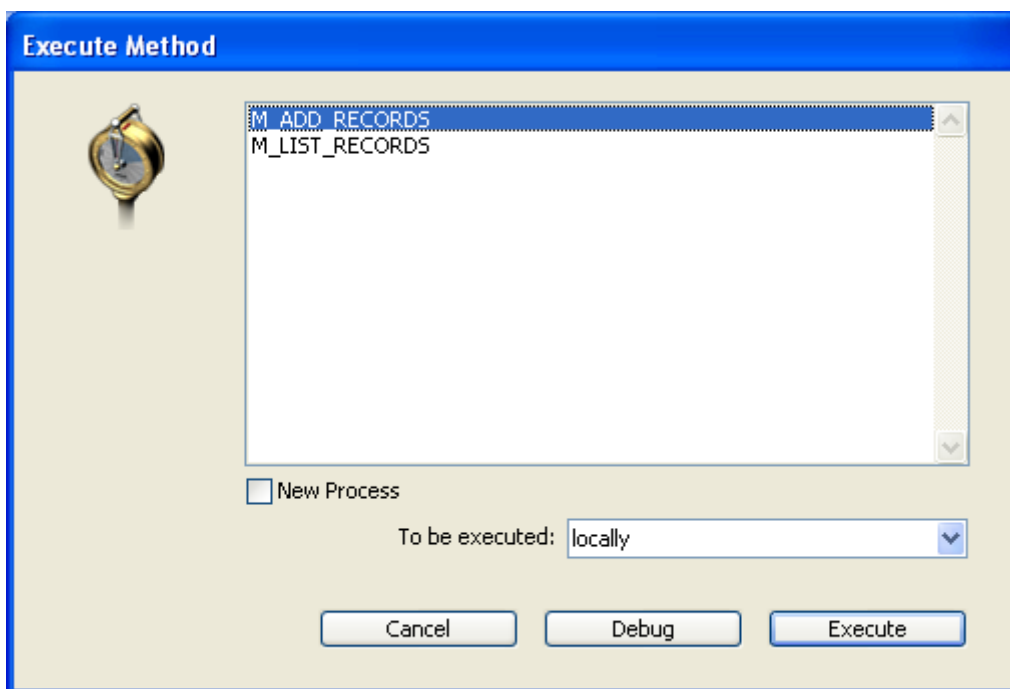 Execute Method
M_ADD_RECORDS
M_LIST_RECORDS
New Process
To be executed: locally
Cancel Debug Execute